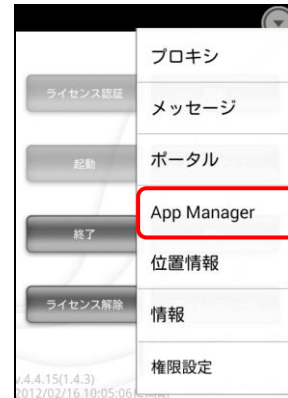 プロキシ
ライセンス認証
メッセージ
起動
ポータル
App Manager
終了
位置情報
ライセンス解除
情報
権限設定
v.4.4.15(1.4.3)
2012/02/16 10:05:06